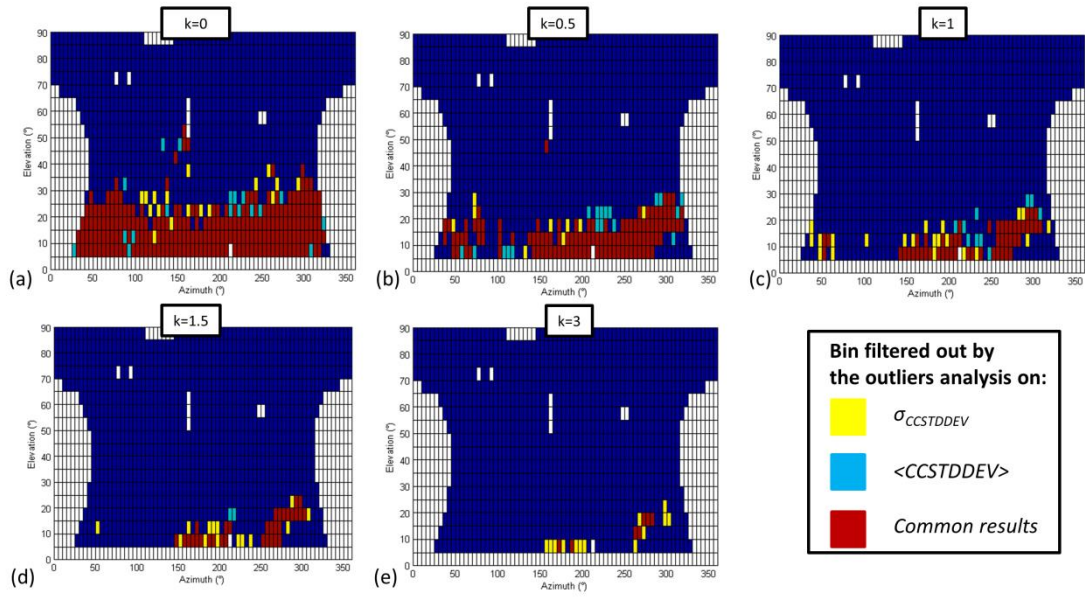 k=0
k=0.5
k=1
90
80
70
60
50
40
30
20
10
0
Elevation (°)
50 100 150 200 250 300 350
Azimuth (°)
(a)
90
80
70
60
50
40
30
20
10
0
Elevation (°)
50 100 150 200 250 300 350
Azimuth (°)
(b)
90
80
70
60
50
40
30
20
10
0
Elevation (°)
50 100 150 200 250 300 350
Azimuth (°)
(c)
k=1.5
k=3
90
80
70
60
50
40
30
20
10
0
Elevation (°)
0 50 100 150 200 250 300 350
Azimuth (°)
(d)
90
80
70
60
50
40
30
20
10
0
Elevation (°)
0 50 100 150 200 250 300 350
Azimuth (°)
(e)
Bin filtered out by
the outliers analysis on:
σCCSTDDEV
<CCSTDDEV>
Common results